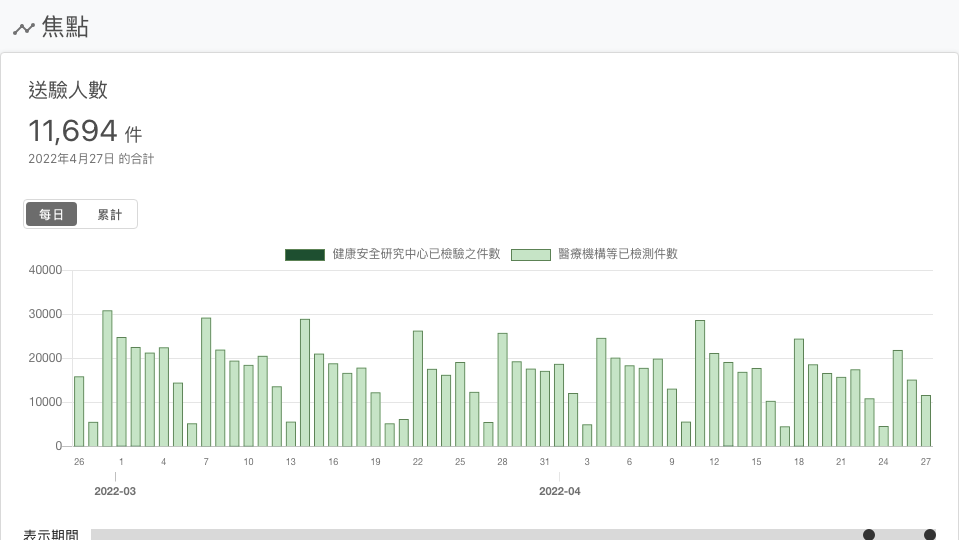 焦點
送驗人數
11,694 件
2022年4月27日 的合計
每日 累計
健康安全研究中心已檢驗之件數 醫療機構等已檢測件數
40000
30000
20000
10000
0
26 1 4 7 10 13 16 19 22 25 28 31 3 6 9 12 15 18 21 24 27
2022-03 2022-04
表示期間